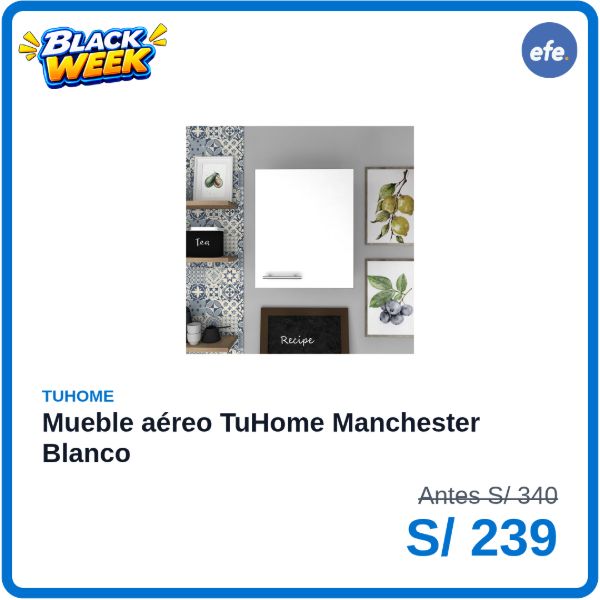 BLACK
WEEK
efe.
Tea
Recipe
TUHOME
Mueble aéreo TuHome Manchester
Blanco
Antes S/ 340
S/ 239